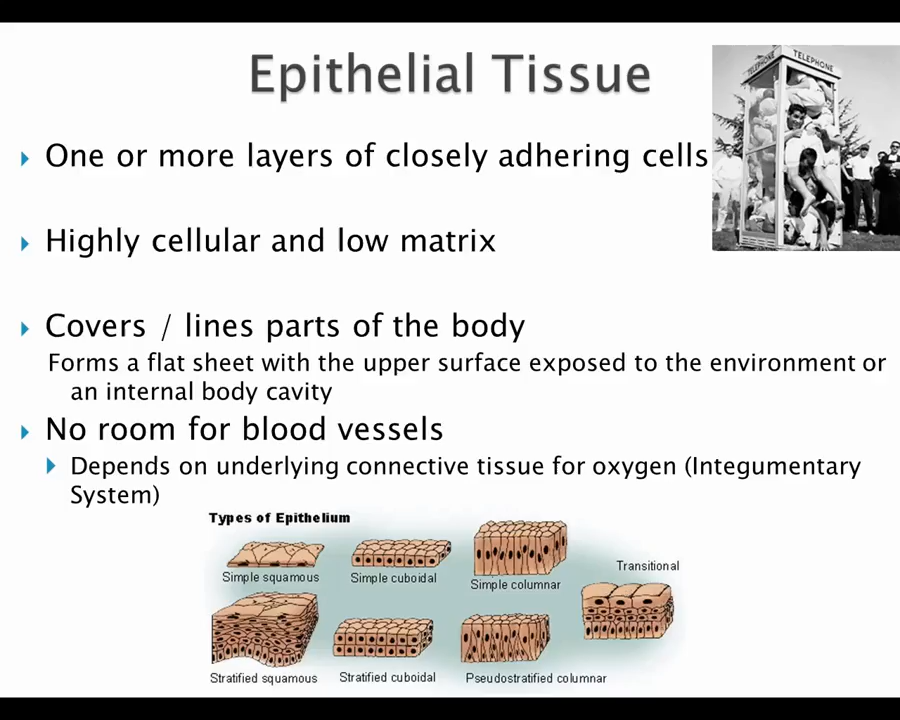 Epithelial Tissue
TELEPHONE TELEPHONE
One or more layers of closely adhering cells
Highly cellular and low matrix
Covers / lines parts of the body
Forms a flat sheet with the upper surface exposed to the environment or
an internal body cavity
No room for blood vessels
Depends on underlying connective tissue for oxygen (Integumentary
System)
Types of Epithelium
Simple squamous
Simple cuboidal
Simple columnar
Transitional
Stratified squamous
Stratified cuboidal
Pseudostratified columnar